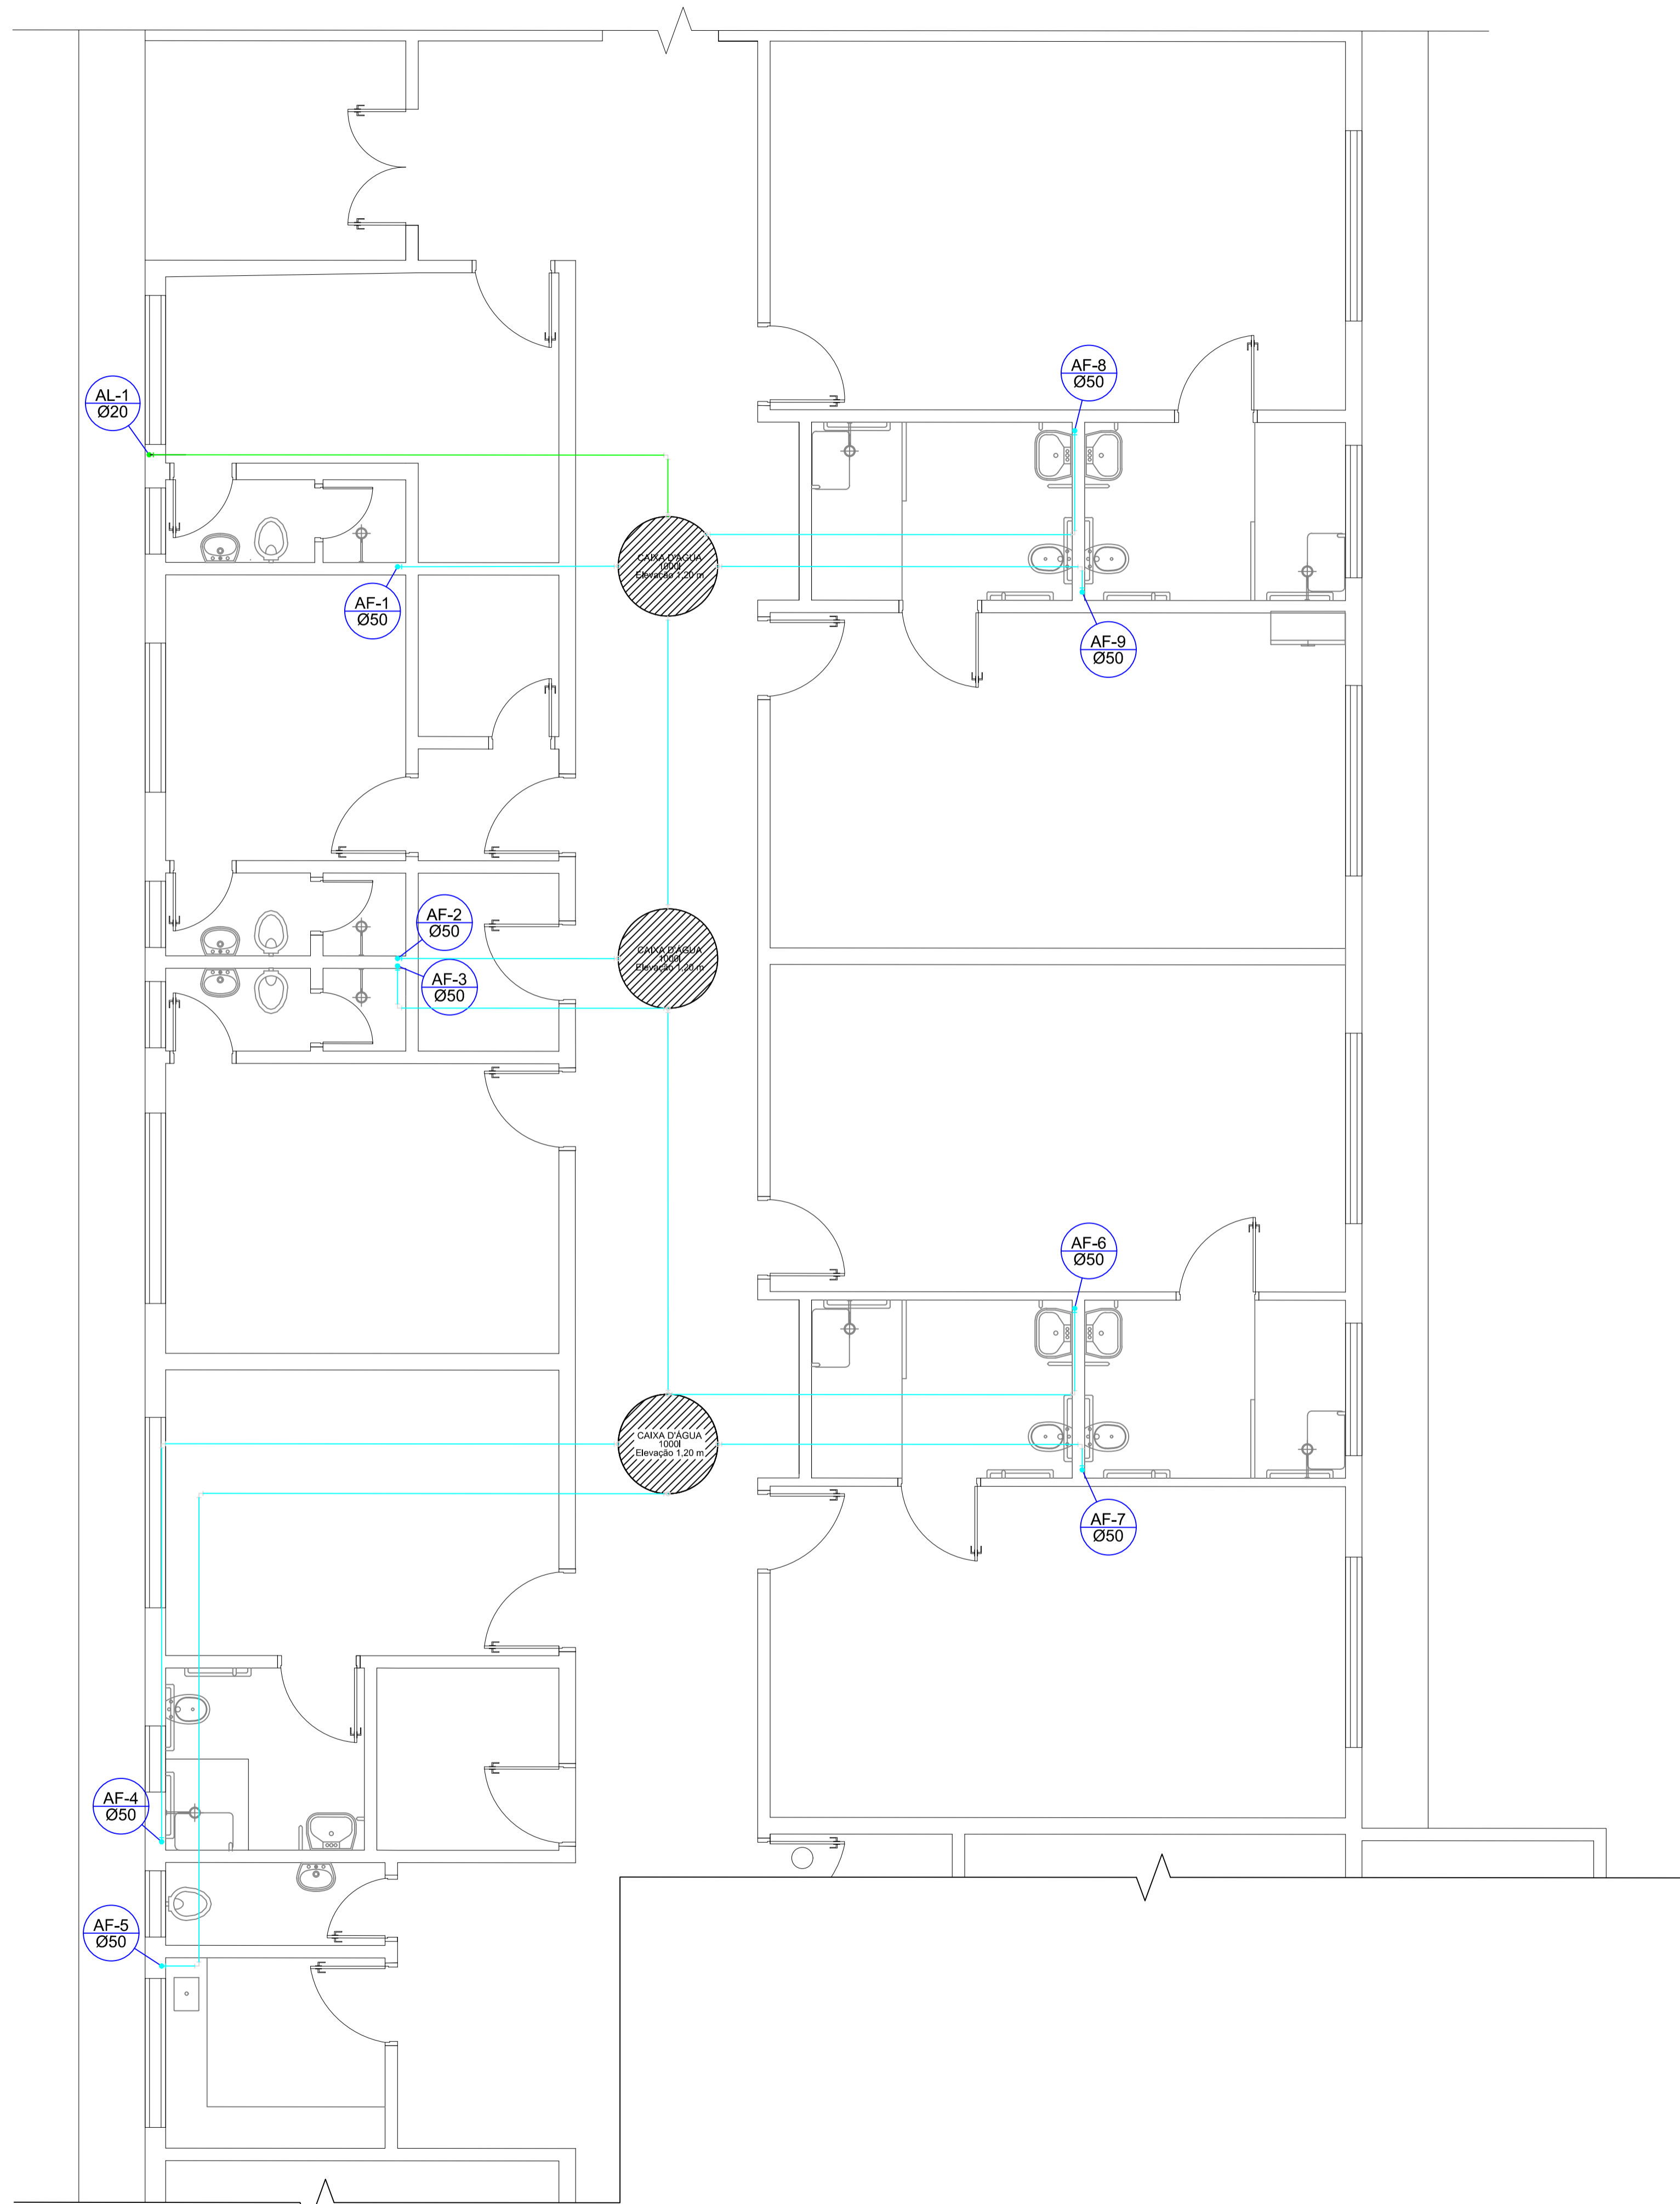 AF-8
Ø50
AL-1
Ø20
CAIXA D'ÁGUA
1000l
Elevação 1,20 m
AF-1
Ø50
AF-9
Ø50
AF-2
Ø50
CAIXA D'ÁGUA
1000l
Elevação 1,20 m
AF-3
Ø50
AF-6
Ø50
CAIXA D'ÁGUA
1000l
Elevação 1,20 m
AF-7
Ø50
AF-4
Ø50
AF-5
Ø50